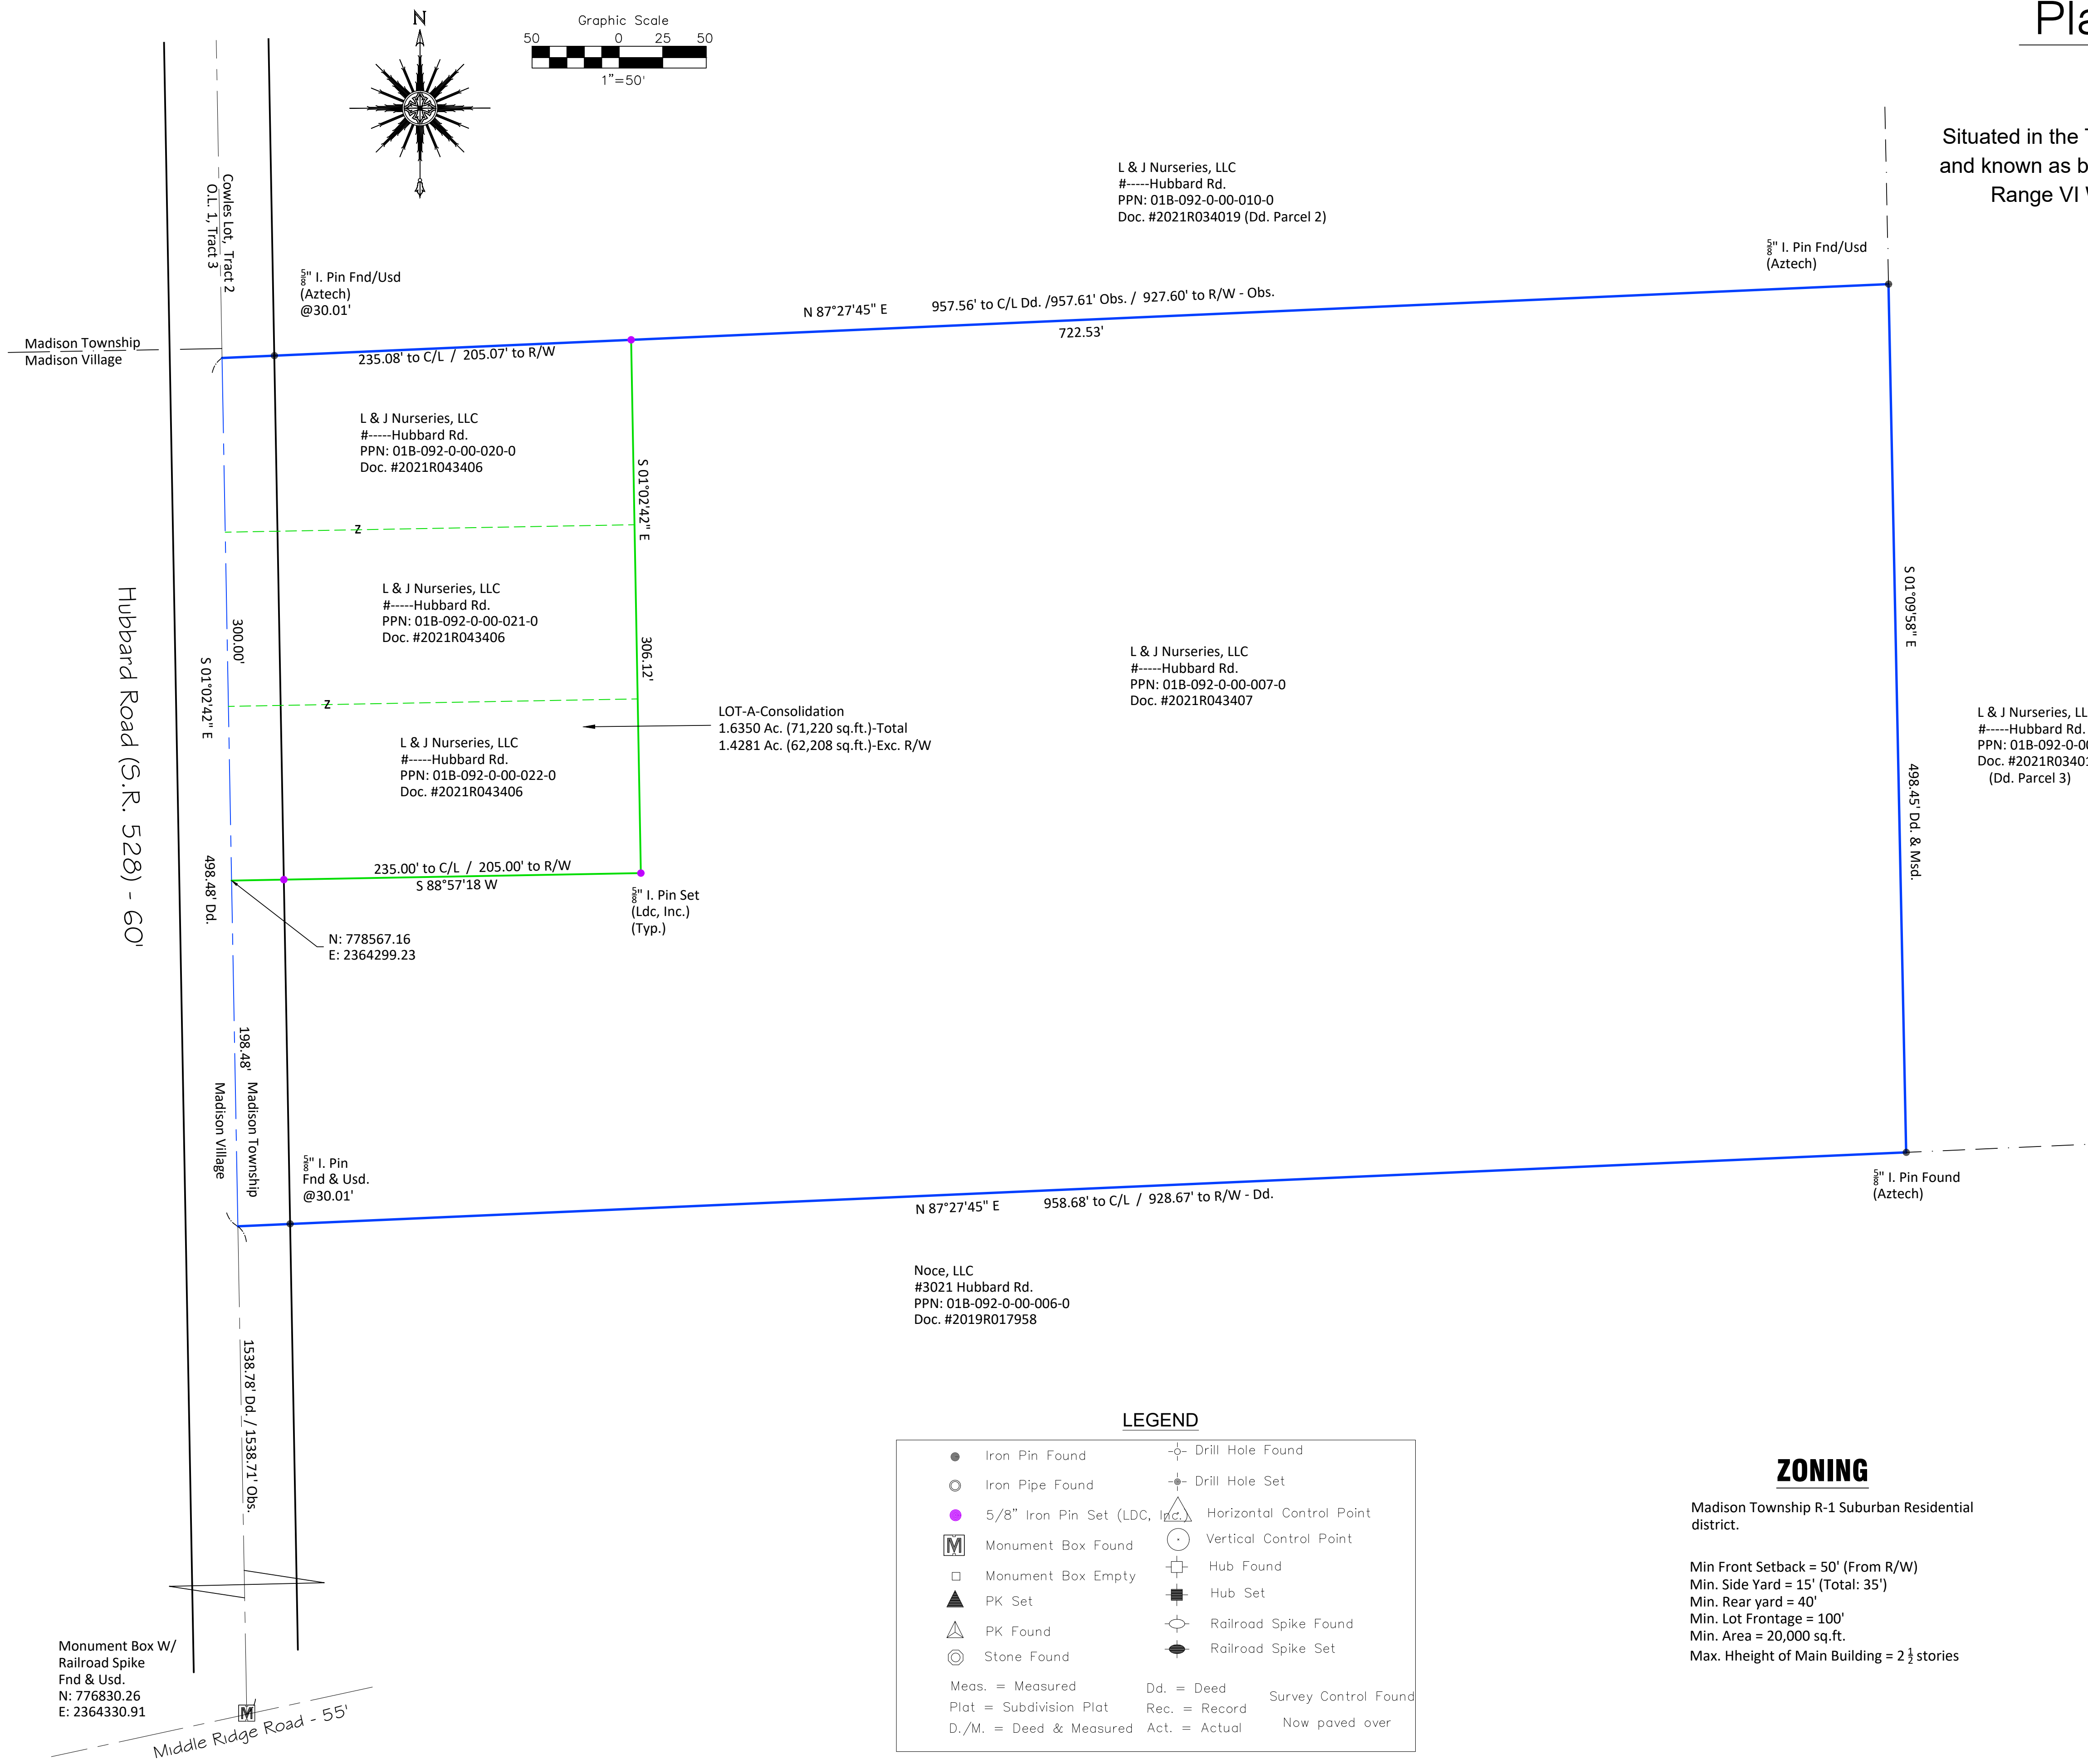 Pla
N
Graphic Scale
50 0 25 50
1"=50'
Situated in the T
and known as b
Range VI W
Cowles Lot, Tract 2
O.L. 1, Tract 3
L & J Nurseries, LLC
#-----Hubbard Rd.
PPN: 01B-092-0-00-010-0
Doc. #2021R034019 (Dd. Parcel 2)
⅝" I. Pin Fnd/Usd
(Aztech)
@30.01'
⅝" I. Pin Fnd/Usd
(Aztech)
N 87°27'45" E 957.56' to C/L Dd. /957.61' Obs. / 927.60' to R/W - Obs.
722.53'
Madison Township
Madison Village
235.08' to C/L / 205.07' to R/W
L & J Nurseries, LLC
#-----Hubbard Rd.
PPN: 01B-092-0-00-020-0
Doc. #2021R043406
S 01°02'42" E
306.12'
Z
L & J Nurseries, LLC
#-----Hubbard Rd.
PPN: 01B-092-0-00-021-0
Doc. #2021R043406
Z
Hubbard Road (S.R. 528) - 60'
300.00'
S 01°02'42" E
498.48' Dd.
L & J Nurseries, LLC
#-----Hubbard Rd.
PPN: 01B-092-0-00-022-0
Doc. #2021R043406
LOT-A-Consolidation
1.6350 Ac. (71,220 sq.ft.)-Total
1.4281 Ac. (62,208 sq.ft.)-Exc. R/W
L & J Nurseries, LLC
#-----Hubbard Rd.
PPN: 01B-092-0-00-007-0
Doc. #2021R043407
S 01°09'58" E
498.45' Dd. & Msd.
L & J Nurseries, LL
#-----Hubbard Rd.
PPN: 01B-092-0-00
Doc. #2021R03401
(Dd. Parcel 3)
235.00' to C/L / 205.00' to R/W
S 88°57'18 W
⅝" I. Pin Set
(Ldc, Inc.)
(Typ.)
N: 778567.16
E: 2364299.23
198.48'
Madison Township
Madison Village
⅝" I. Pin
Fnd & Usd.
@30.01'
N 87°27'45" E 958.68' to C/L / 928.67' to R/W - Dd.
⅝" I. Pin Found
(Aztech)
Noce, LLC
#3021 Hubbard Rd.
PPN: 01B-092-0-00-006-0
Doc. #2019R017958
1538.78' Dd. / 1538.71' Obs.
Monument Box W/
Railroad Spike
Fnd & Usd.
N: 776830.26
E: 2364330.91
M
Middle Ridge Road - 55'
LEGEND
Iron Pin Found
Iron Pipe Found
5/8" Iron Pin Set (LDC, Inc.)
M Monument Box Found
Monument Box Empty
PK Set
PK Found
Stone Found
Drill Hole Found
Drill Hole Set
Horizontal Control Point
Vertical Control Point
Hub Found
Hub Set
Railroad Spike Found
Railroad Spike Set
Meas. = Measured
Plat = Subdivision Plat
D./M. = Deed & Measured
Dd. = Deed
Rec. = Record
Act. = Actual
Survey Control Found
Now paved over
ZONING
Madison Township R-1 Suburban Residential
district.
Min Front Setback = 50' (From R/W)
Min. Side Yard = 15' (Total: 35')
Min. Rear yard = 40'
Min. Lot Frontage = 100'
Min. Area = 20,000 sq.ft.
Max. Hheight of Main Building = 2 ½ stories